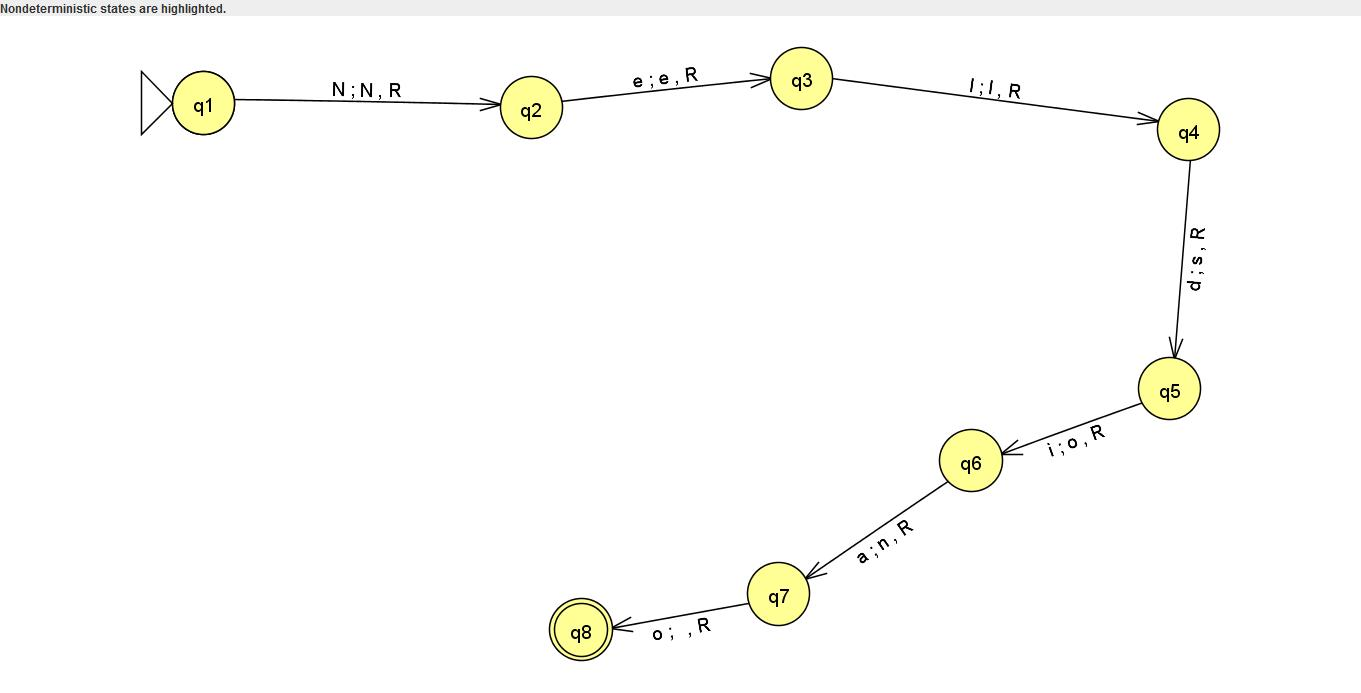 Nondeterministic states are highlighted.
q1
N ; N , R
q2
e ; e , R
q3
l ; l , R
q4
d ; s , R
q5
i ; o , R
q6
a ; n , R
q7
o ;   , R
q8